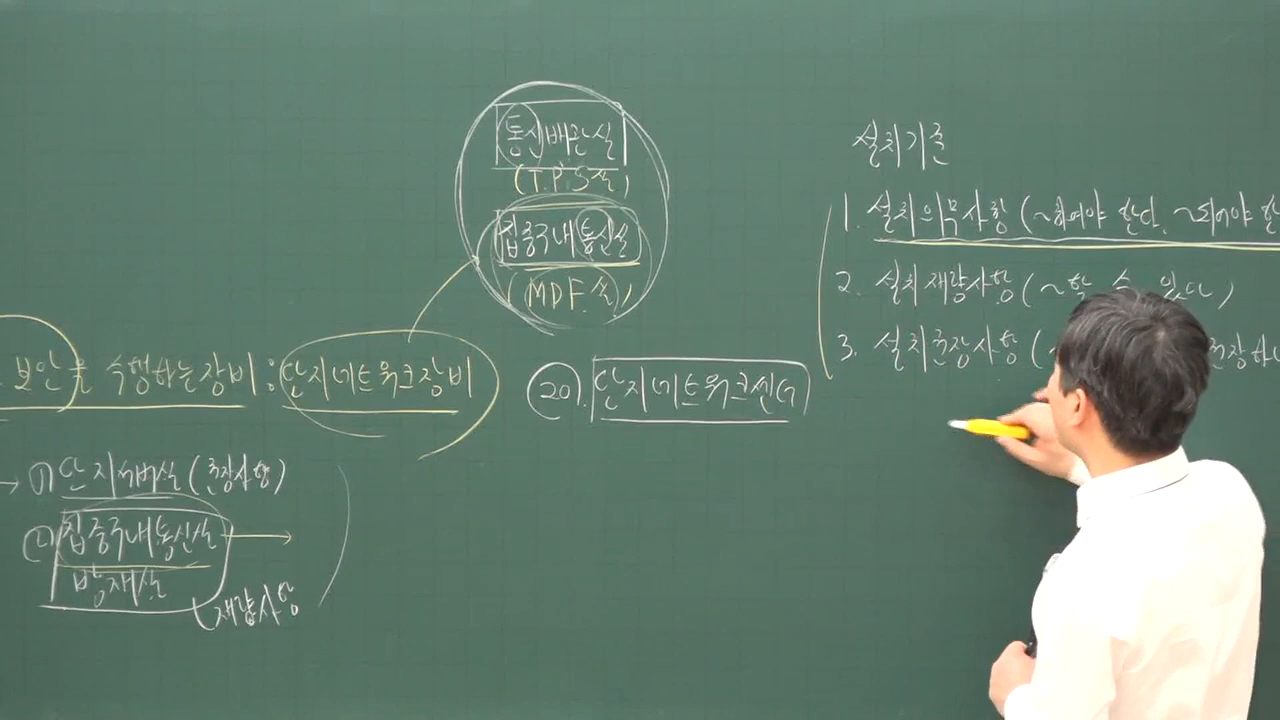 통신배관실
(T.P.S실)
집중구내통신실
(MDF실)
보안을 수행하는 장비 : 단지네트워크장비
→ (1) 단지서버실 (권장사항)
(2) 집중구내통신실 →
방재실
(재량사항
201. 단지네트워크센터
설치기준
1. 설치의무사항 (~하여야 한다. ~되어야 한
2. 설치재량사항 (~할 수 있다)
3. 설치권장사항 (~ 권장하